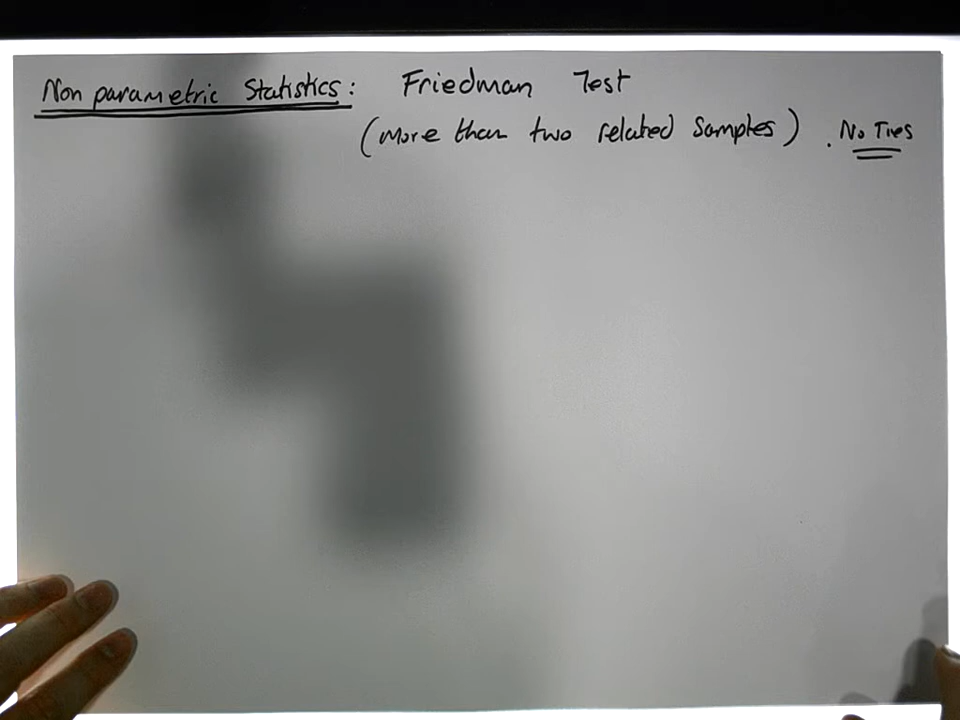 Non parametric Statistics: Friedman Test
(More than two related samples). No Ties